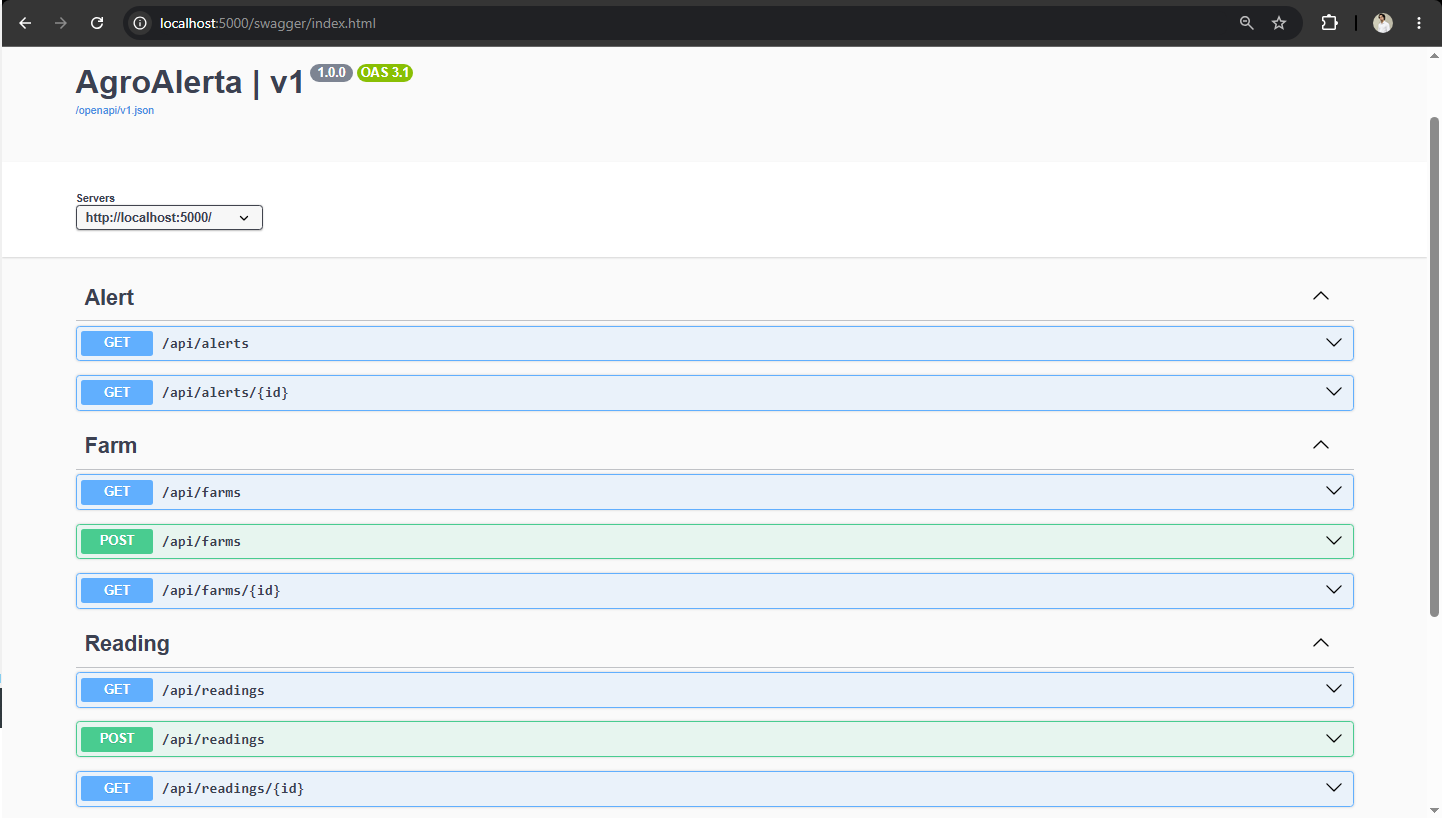 localhost:5000/swagger/index.html
AgroAlerta | v1 1.0.0 OAS 3.1
/openapi/v1.json
Servers
http://localhost:5000/
Alert
GET /api/alerts
GET /api/alerts/{id}
Farm
GET /api/farms
POST /api/farms
GET /api/farms/{id}
Reading
GET /api/readings
POST /api/readings
GET /api/readings/{id}